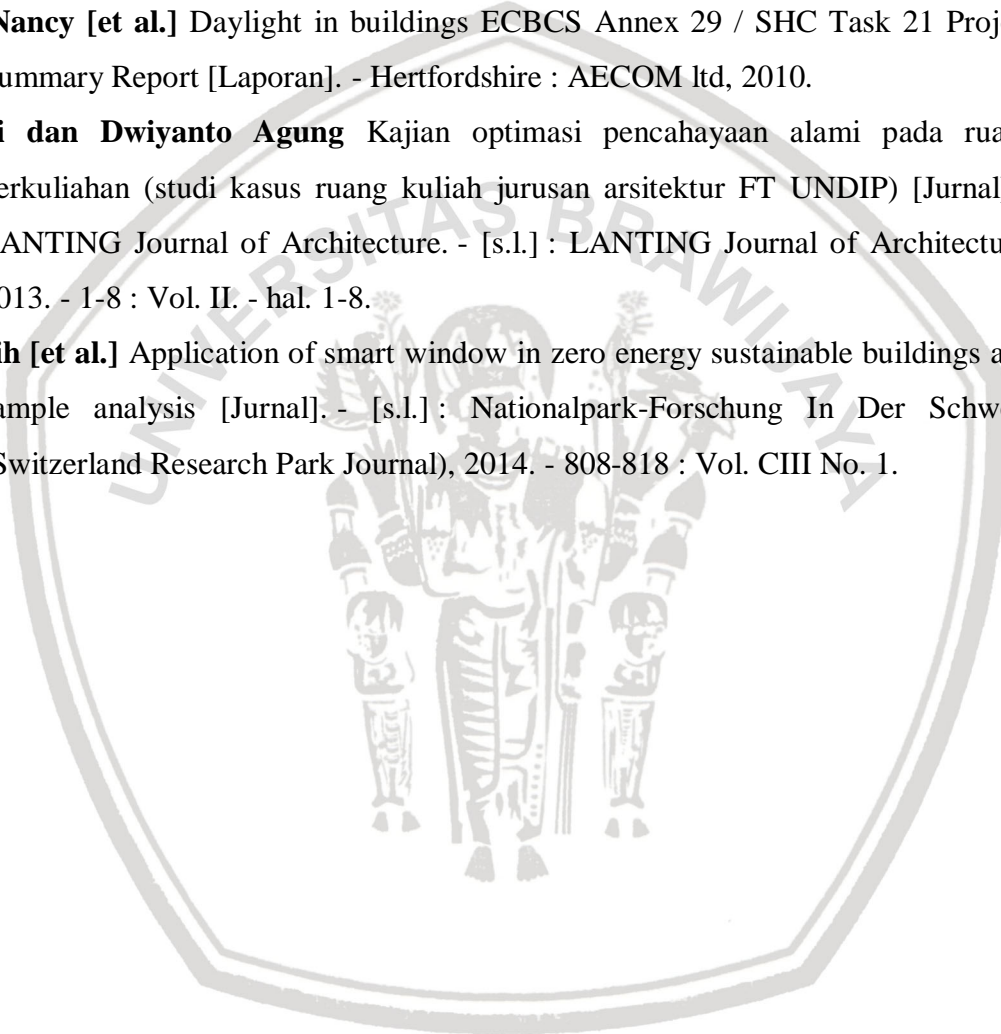 Nancy [et al.] Daylight in buildings ECBCS Annex 29 / SHC Task 21 Proj
ummary Report [Laporan]. - Hertfordshire : AECOM ltd, 2010.
i dan Dwiyanto Agung Kajian optimasi pencahayaan alami pada rua
erkuliahan (studi kasus ruang kuliah jurusan arsitektur FT UNDIP) [Jurnal]
ANTING Journal of Architecture. - [s.l.] : LANTING Journal of Architectu
013. - 1-8 : Vol. II. - hal. 1-8.
ih [et al.] Application of smart window in zero energy sustainable buildings a
ample analysis [Jurnal]. - [s.l.] : Nationalpark-Forschung In Der Schw
Switzerland Research Park Journal), 2014. - 808-818 : Vol. CIII No. 1.
UNIVERSITAS BRAWIJAYA